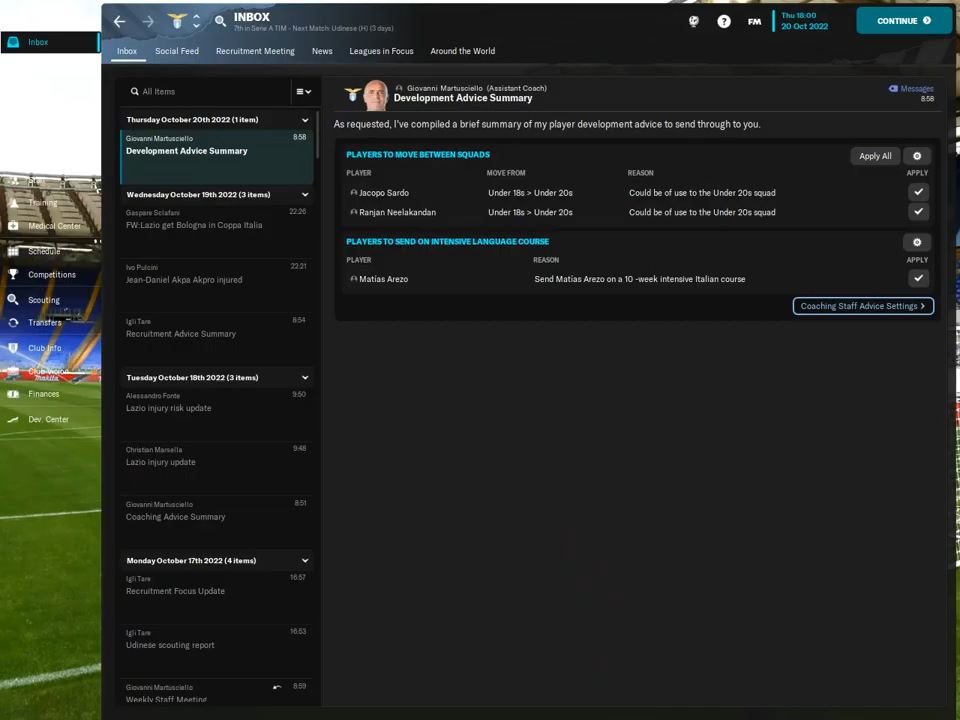 INBOX
7th in Serie A TIM - Next Match Udinese (H) (3 days)
FM
Thu 18:00
20 Oct 2022
CONTINUE
Inbox
Inbox
Social Feed
Recruitment Meeting
News
Leagues in Focus
Around the World
Training
Medical Center
Schedule
Competitions
Scouting
Transfers
Club Info
Club Vision
Finances
Dev. Center
All Items
Thursday October 20th 2022 (1 item)
Giovanni Martusciello 8:58
Development Advice Summary
Wednesday October 19th 2022 (3 items)
Gaspare Sclafani 22:26
FW:Lazio get Bologna in Coppa Italia
Ivo Pulcini 22:21
Jean-Daniel Akpa Akpro injured
Igli Tare 8:54
Recruitment Advice Summary
Tuesday October 18th 2022 (3 items)
Alessandro Fonte 9:50
Lazio injury risk update
Christian Marsella 9:48
Lazio injury update
Giovanni Martusciello 8:51
Coaching Advice Summary
Monday October 17th 2022 (4 items)
Igli Tare 16:57
Recruitment Focus Update
Igli Tare 16:53
Udinese scouting report
Giovanni Martusciello 8:59
Weekly Staff Meeting
Giovanni Martusciello (Assistant Coach)
Development Advice Summary
Messages
8:58
As requested, I've compiled a brief summary of my player development advice to send through to you.
PLAYERS TO MOVE BETWEEN SQUADS
Apply All
PLAYER MOVE FROM REASON APPLY
Jacopo Sardo Under 18s > Under 20s Could be of use to the Under 20s squad
Ranjan Neelakandan Under 18s > Under 20s Could be of use to the Under 20s squad
PLAYERS TO SEND ON INTENSIVE LANGUAGE COURSE
PLAYER REASON APPLY
Matías Arezo Send Matías Arezo on a 10 -week intensive Italian course
Coaching Staff Advice Settings >